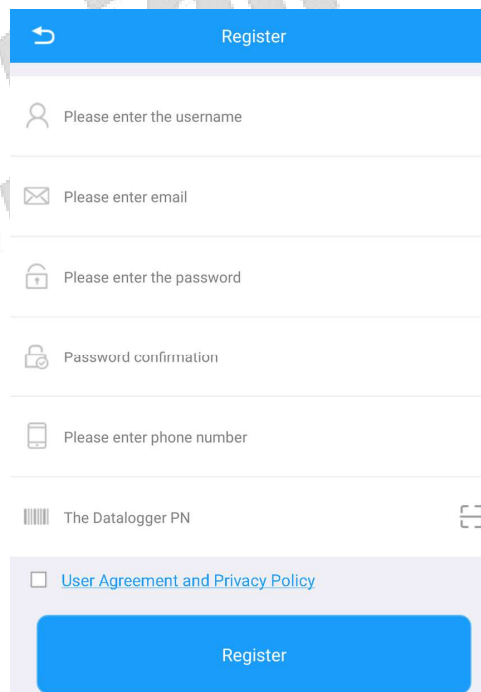 Register
Please enter the username
Please enter email
Please enter the password
Password confirmation
Please enter phone number
The Datalogger PN
User Agreement and Privacy Policy
Register